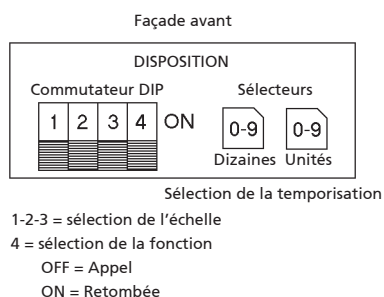 Façade avant
DISPOSITION
Commutateur DIP
Sélecteurs
1 2 3 4 ON
0-9 0-9
Dizaines Unités
Sélection de la temporisation
1-2-3 = sélection de l'échelle
4 = sélection de la fonction
OFF = Appel
ON = Retombée